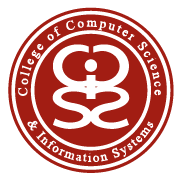 College of Computer Science
& Information Systems